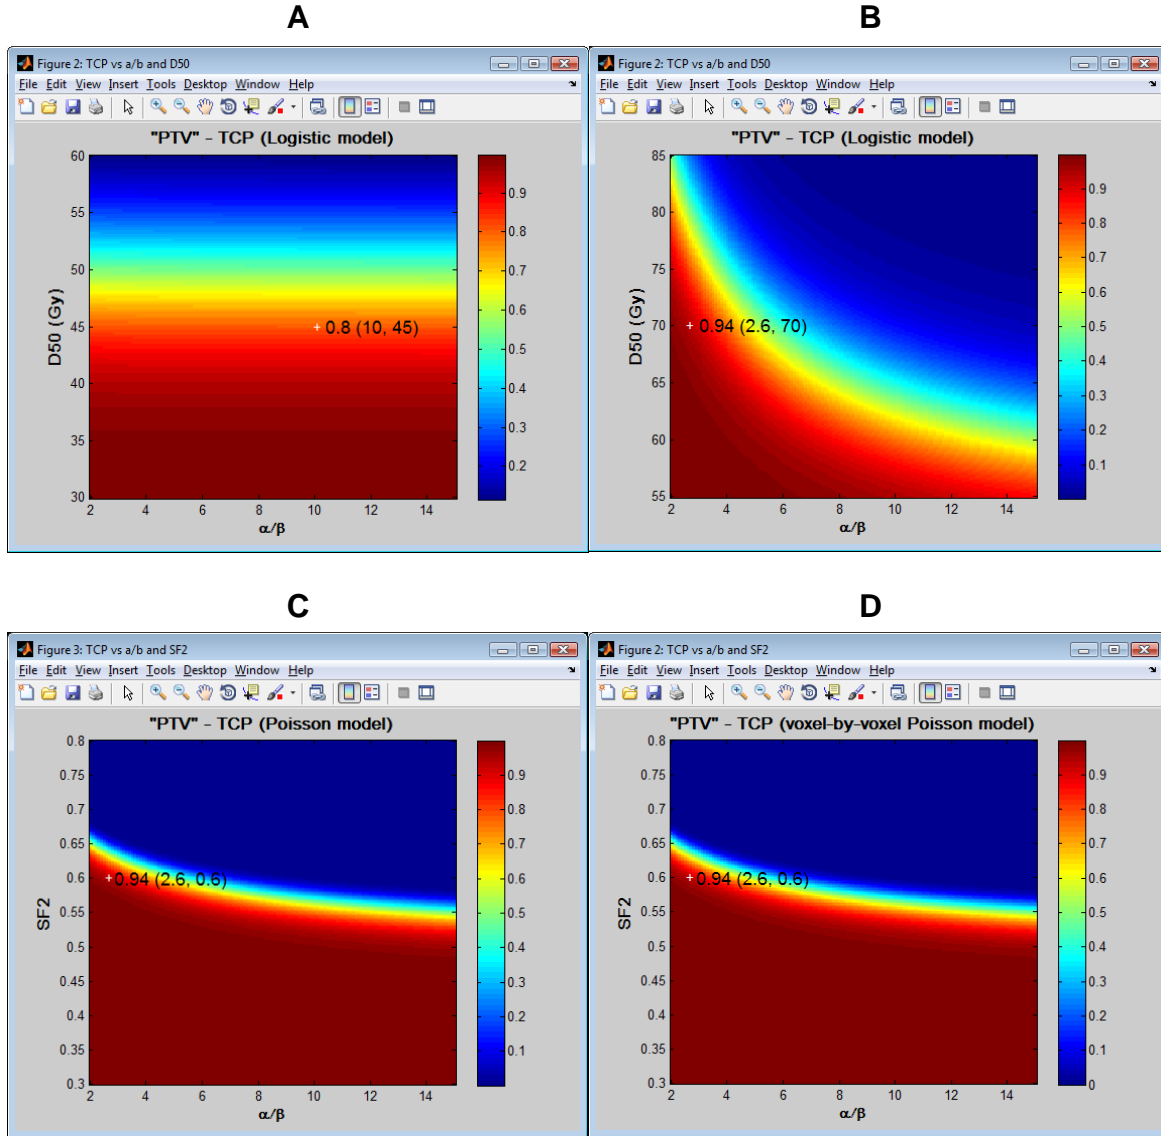 A
Figure 2: TCP vs a/b and D50
File Edit View Insert Tools Desktop Window Help
"PTV" - TCP (Logistic model)
60
55
50
45
40
35
30
D50 (Gy)
0.8 (10, 45)
2 4 6 8 10 12 14
α/β
0.9
0.8
0.7
0.6
0.5
0.4
0.3
0.2
B
Figure 2: TCP vs a/b and D50
File Edit View Insert Tools Desktop Window Help
"PTV" - TCP (Logistic model)
85
80
75
70
65
60
55
D50 (Gy)
0.94 (2.6, 70)
2 4 6 8 10 12 14
α/β
0.9
0.8
0.7
0.6
0.5
0.4
0.3
0.2
0.1
C
Figure 3: TCP vs a/b and SF2
File Edit View Insert Tools Desktop Window Help
"PTV" - TCP (Poisson model)
0.8
0.75
0.7
0.65
0.6
0.55
0.5
0.45
0.4
0.35
0.3
SF2
0.94 (2.6, 0.6)
2 4 6 8 10 12 14
α/β
0.9
0.8
0.7
0.6
0.5
0.4
0.3
0.2
0.1
D
Figure 2: TCP vs a/b and SF2
File Edit View Insert Tools Desktop Window Help
"PTV" - TCP (voxel-by-voxel Poisson model)
0.8
0.75
0.7
0.65
0.6
0.55
0.5
0.45
0.4
0.35
0.3
SF2
0.94 (2.6, 0.6)
2 4 6 8 10 12 14
α/β
0.9
0.8
0.7
0.6
0.5
0.4
0.3
0.2
0.1
0